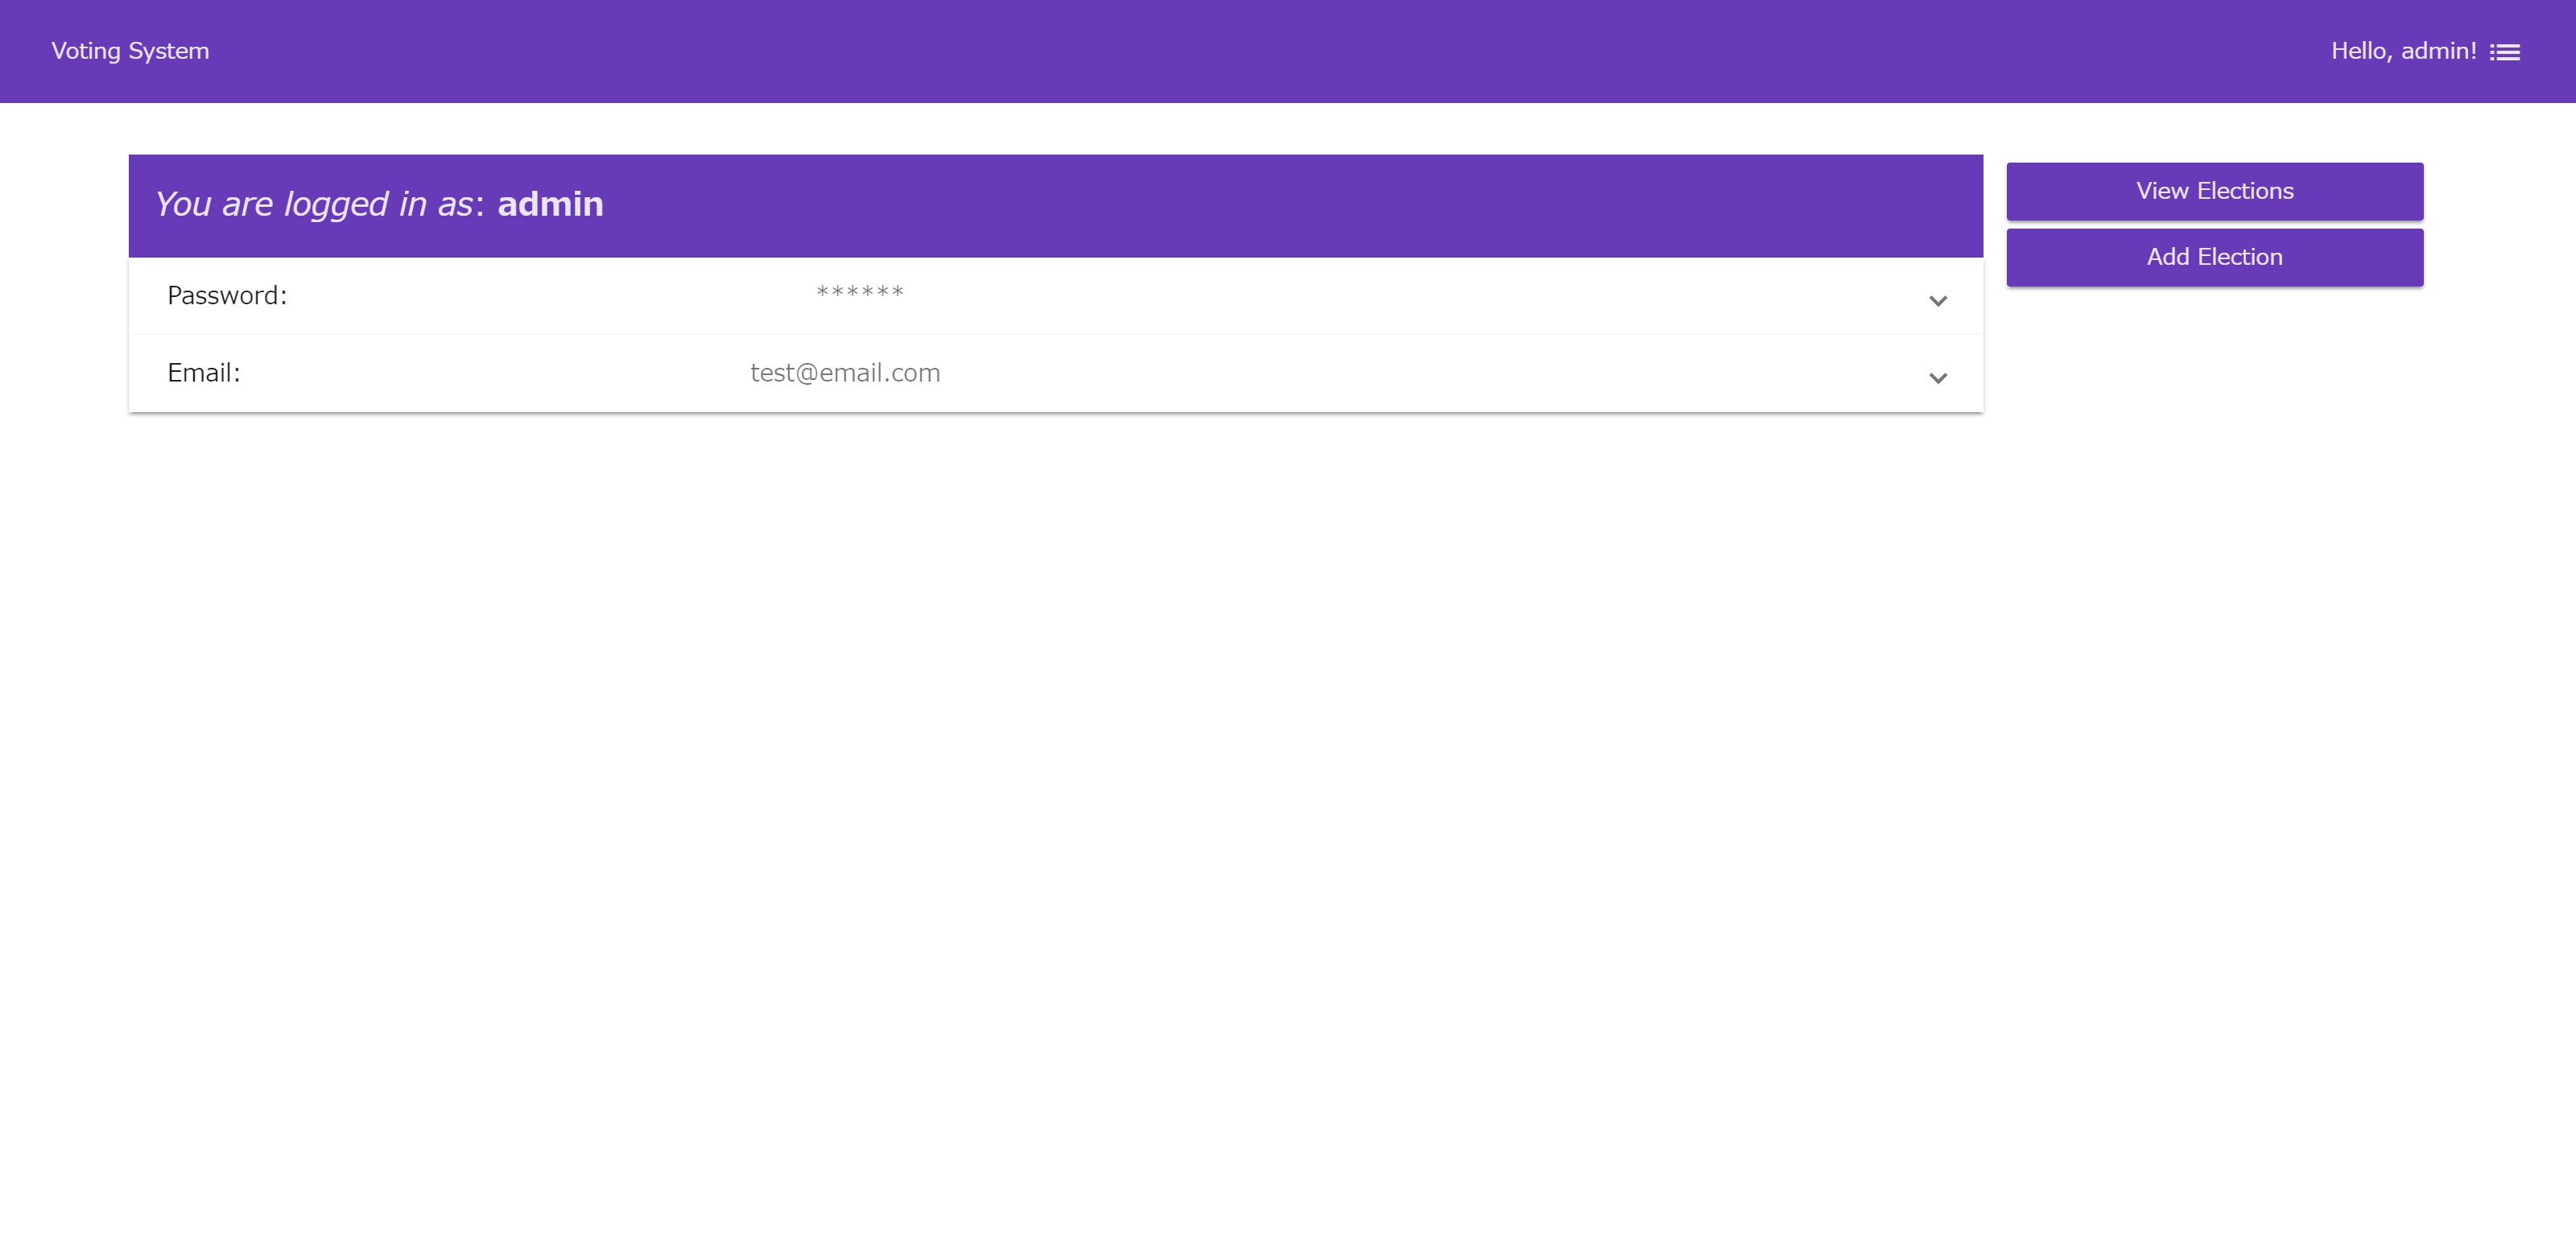 Voting System
Hello, admin!
You are logged in as: admin
Password: ******
Email: test@email.com
View Elections
Add Election